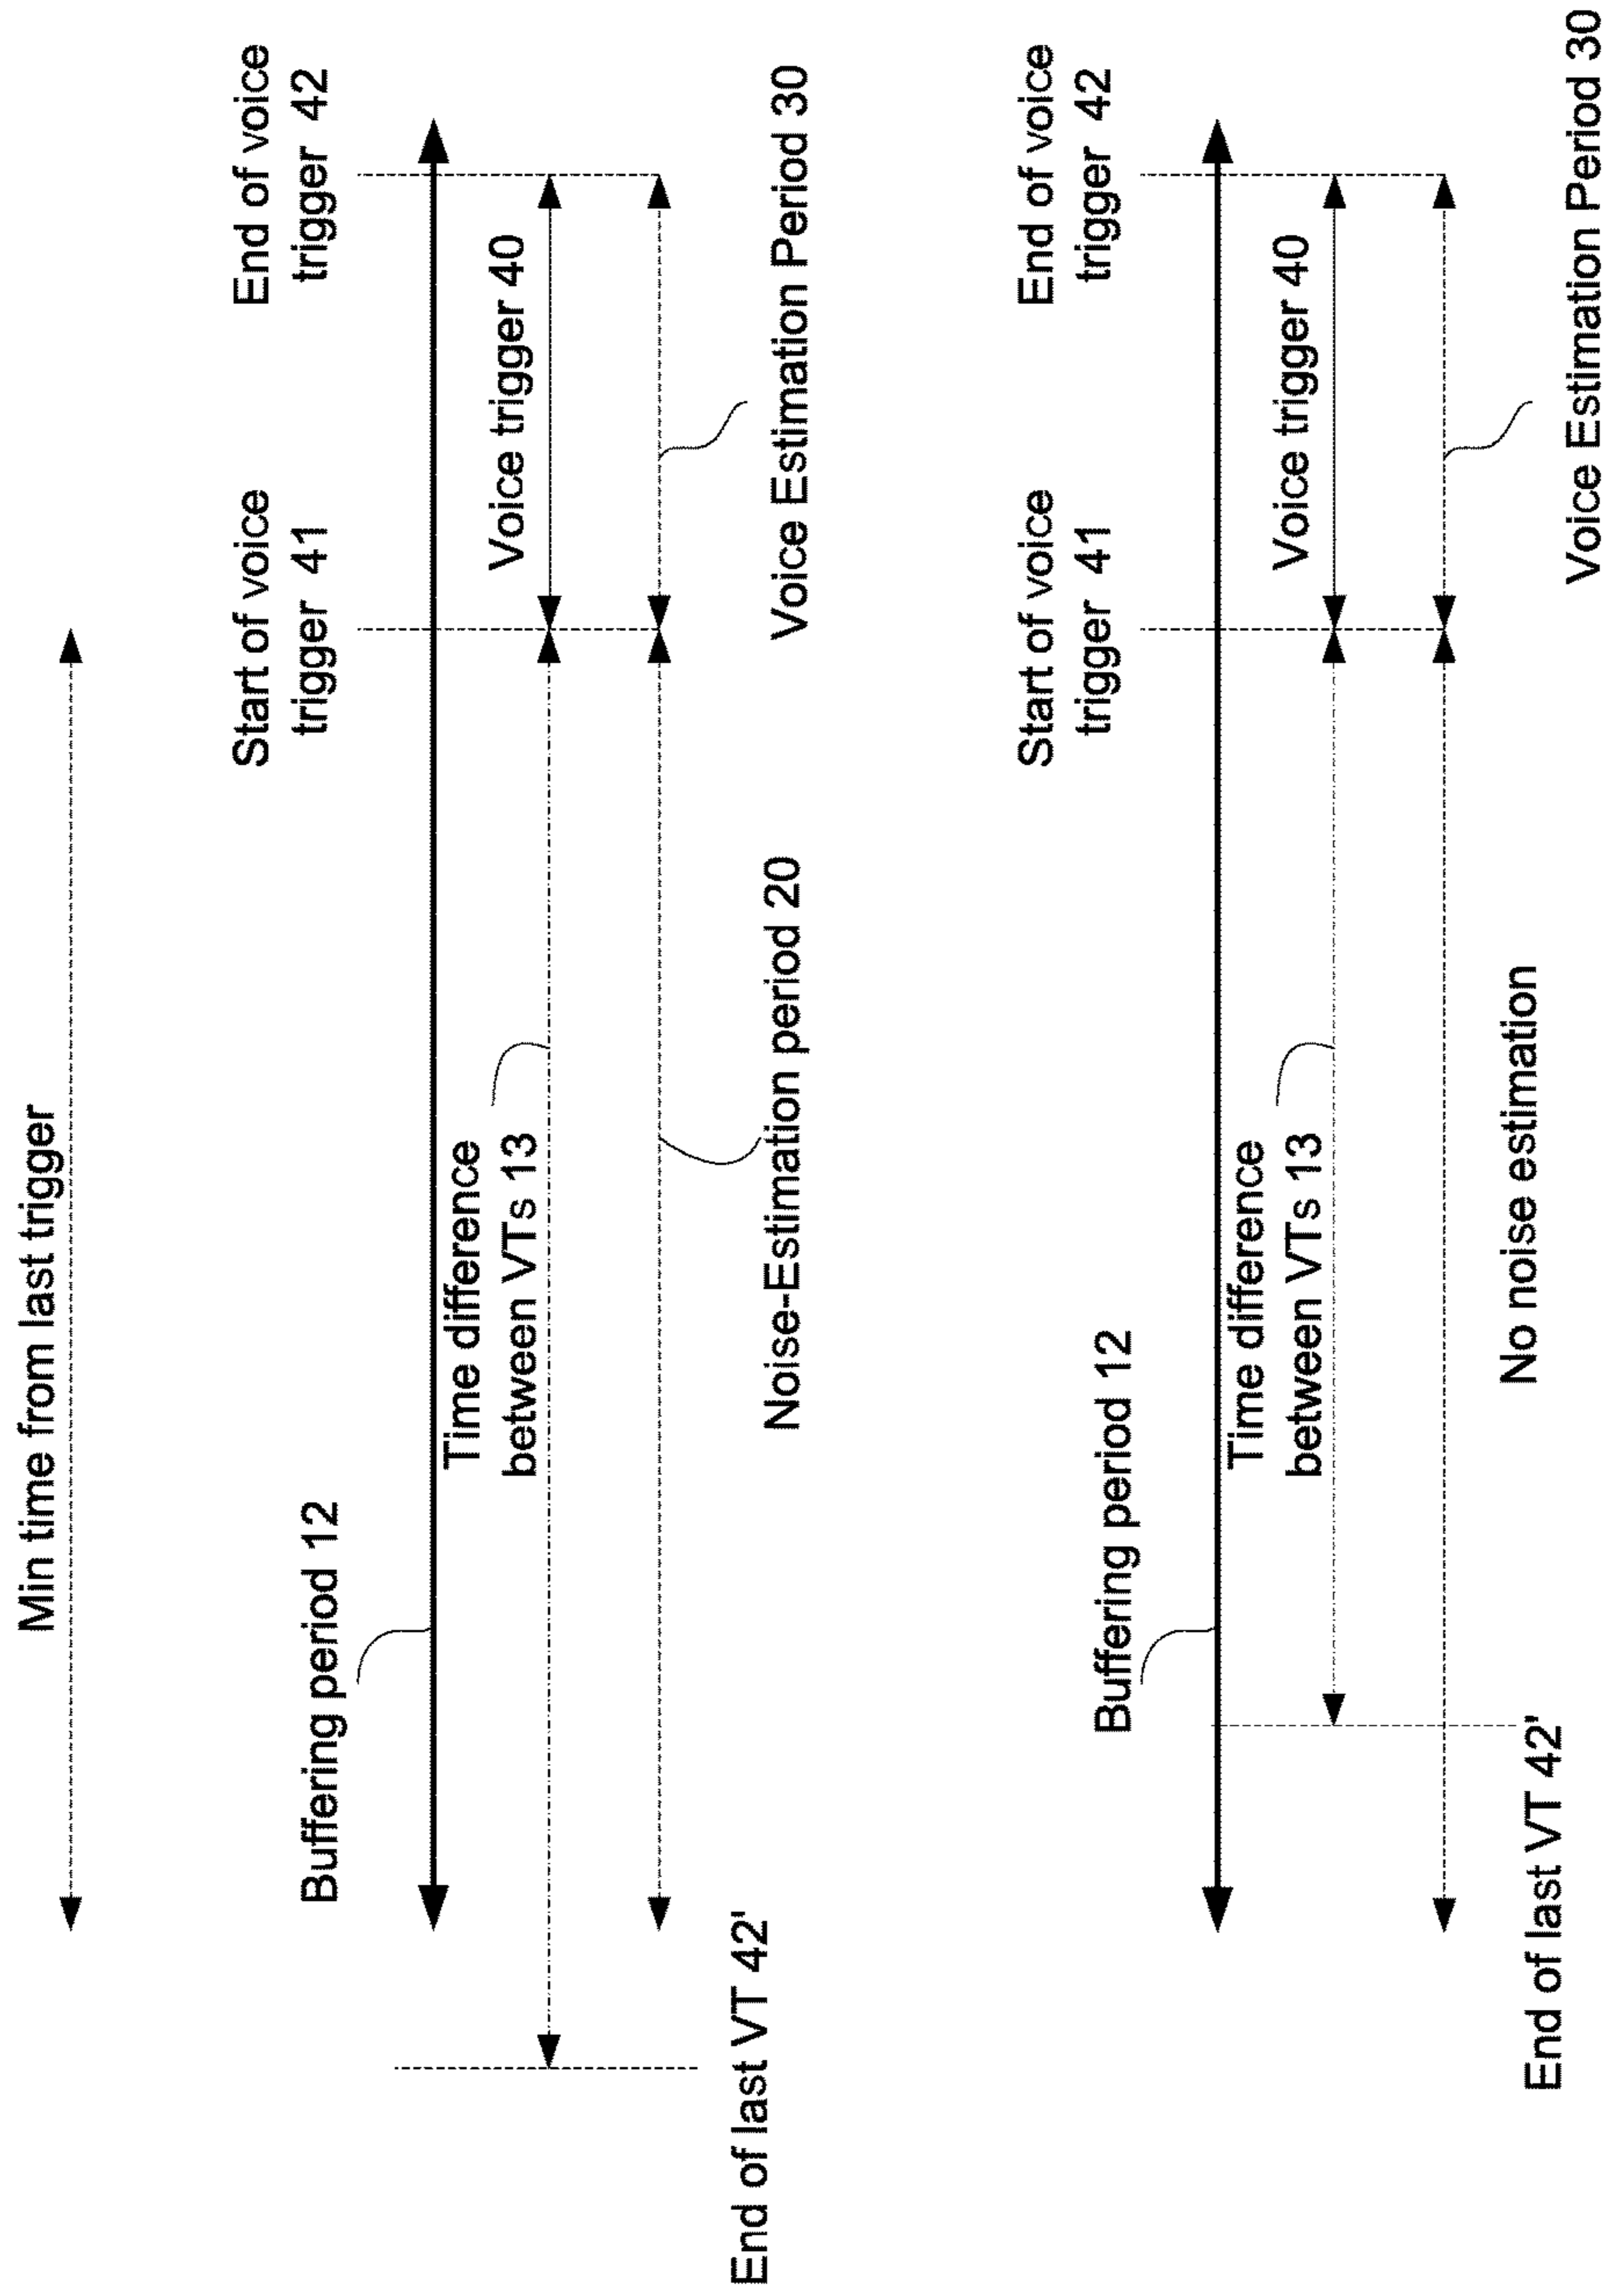 Min time from last trigger
Start of voice
trigger 41
End of voice
trigger 42
Buffering period 12
Time difference
between VTs 13
Voice trigger 40
End of last VT 42'
Noise-Estimation period 20
Voice Estimation Period 30
Start of voice
trigger 41
End of voice
trigger 42
Buffering period 12
Time difference
between VTs 13
Voice trigger 40
End of last VT 42'
No noise estimation
Voice Estimation Period 30